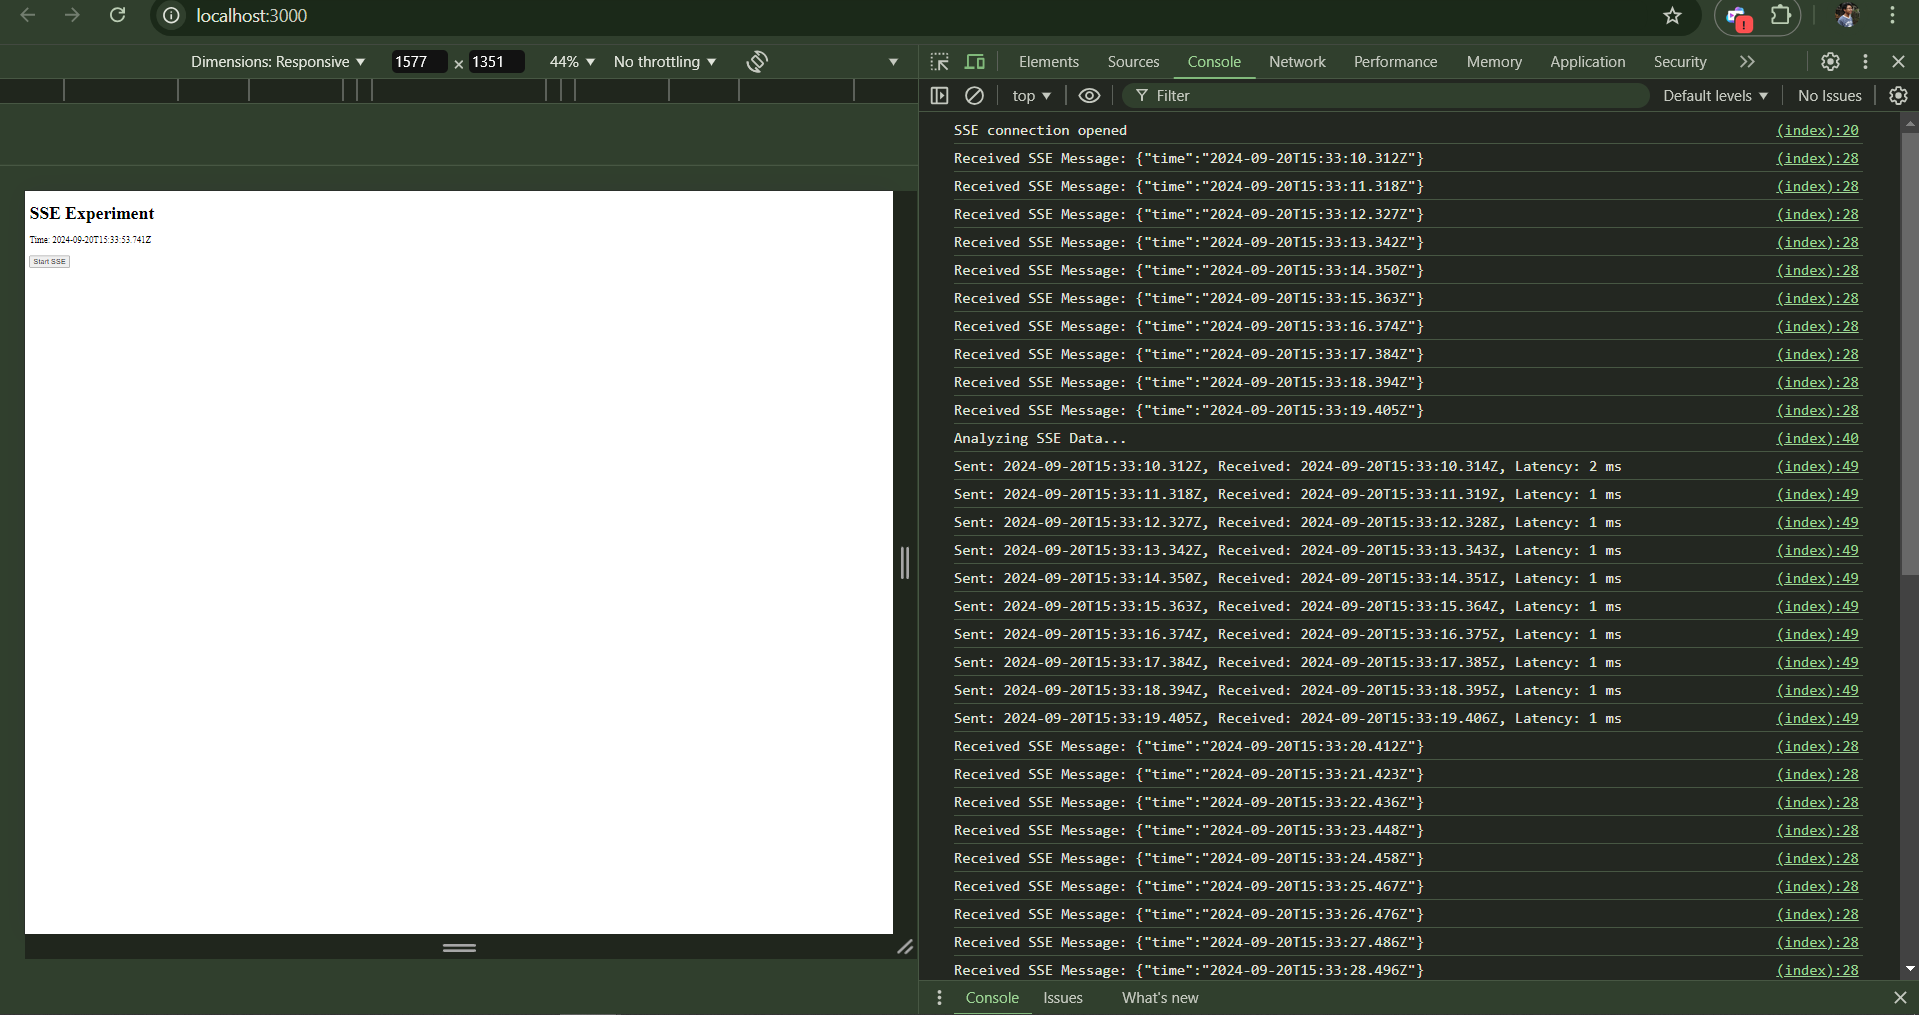 localhost:3000
Dimensions: Responsive 1577 × 1351 44% No throttling
SSE Experiment
Time: 2024-09-20T15:33:53.741Z
Start SSE
Elements Sources Console Network Performance Memory Application Security
top Filter Default levels No Issues
SSE connection opened (index):20
Received SSE Message: {"time":"2024-09-20T15:33:10.312Z"} (index):28
Received SSE Message: {"time":"2024-09-20T15:33:11.318Z"} (index):28
Received SSE Message: {"time":"2024-09-20T15:33:12.327Z"} (index):28
Received SSE Message: {"time":"2024-09-20T15:33:13.342Z"} (index):28
Received SSE Message: {"time":"2024-09-20T15:33:14.350Z"} (index):28
Received SSE Message: {"time":"2024-09-20T15:33:15.363Z"} (index):28
Received SSE Message: {"time":"2024-09-20T15:33:16.374Z"} (index):28
Received SSE Message: {"time":"2024-09-20T15:33:17.384Z"} (index):28
Received SSE Message: {"time":"2024-09-20T15:33:18.394Z"} (index):28
Received SSE Message: {"time":"2024-09-20T15:33:19.405Z"} (index):28
Analyzing SSE Data... (index):40
Sent: 2024-09-20T15:33:10.312Z, Received: 2024-09-20T15:33:10.314Z, Latency: 2 ms (index):49
Sent: 2024-09-20T15:33:11.318Z, Received: 2024-09-20T15:33:11.319Z, Latency: 1 ms (index):49
Sent: 2024-09-20T15:33:12.327Z, Received: 2024-09-20T15:33:12.328Z, Latency: 1 ms (index):49
Sent: 2024-09-20T15:33:13.342Z, Received: 2024-09-20T15:33:13.343Z, Latency: 1 ms (index):49
Sent: 2024-09-20T15:33:14.350Z, Received: 2024-09-20T15:33:14.351Z, Latency: 1 ms (index):49
Sent: 2024-09-20T15:33:15.363Z, Received: 2024-09-20T15:33:15.364Z, Latency: 1 ms (index):49
Sent: 2024-09-20T15:33:16.374Z, Received: 2024-09-20T15:33:16.375Z, Latency: 1 ms (index):49
Sent: 2024-09-20T15:33:17.384Z, Received: 2024-09-20T15:33:17.385Z, Latency: 1 ms (index):49
Sent: 2024-09-20T15:33:18.394Z, Received: 2024-09-20T15:33:18.395Z, Latency: 1 ms (index):49
Sent: 2024-09-20T15:33:19.405Z, Received: 2024-09-20T15:33:19.406Z, Latency: 1 ms (index):49
Received SSE Message: {"time":"2024-09-20T15:33:20.412Z"} (index):28
Received SSE Message: {"time":"2024-09-20T15:33:21.423Z"} (index):28
Received SSE Message: {"time":"2024-09-20T15:33:22.436Z"} (index):28
Received SSE Message: {"time":"2024-09-20T15:33:23.448Z"} (index):28
Received SSE Message: {"time":"2024-09-20T15:33:24.458Z"} (index):28
Received SSE Message: {"time":"2024-09-20T15:33:25.467Z"} (index):28
Received SSE Message: {"time":"2024-09-20T15:33:26.476Z"} (index):28
Received SSE Message: {"time":"2024-09-20T15:33:27.486Z"} (index):28
Received SSE Message: {"time":"2024-09-20T15:33:28.496Z"} (index):28
Console Issues What's new